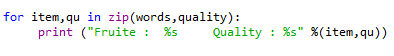 for item,qu in zip(words,quality):
     print ("Fruite :  %s     Quality : %s" %(item,qu))